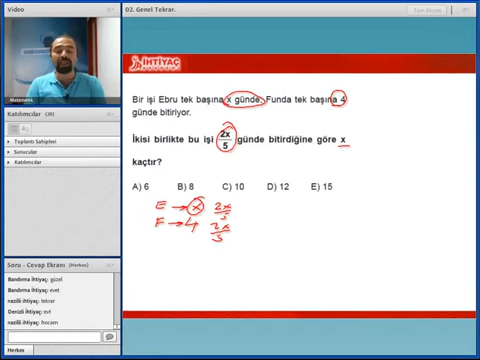 Video
2. Genel Tekrar.
Tam Ekran
Matematik
Katılımcılar
Toplantı Sahipleri
Sunucular
Katılımcılar
Soru - Cevap Ekranı
(Herkes)
Bandırma İhtiyaç: güzel
Bandırma İhtiyaç: evet
nazilli ihtiyaç: tekrar
Denizli İhtiyaç: evt
nazilli ihtiyaç: hocam
Herkes
İHTİYAÇ
Bir işi Ebru tek başına x günde, Funda tek başına 4
günde bitiriyor.
İkisi birlikte bu işi 2x/5 günde bitirdiğine göre x
kaçtır?
A) 6 B) 8 C) 10 D) 12 E) 15
E → x 2x/5
F → 4 2x/5